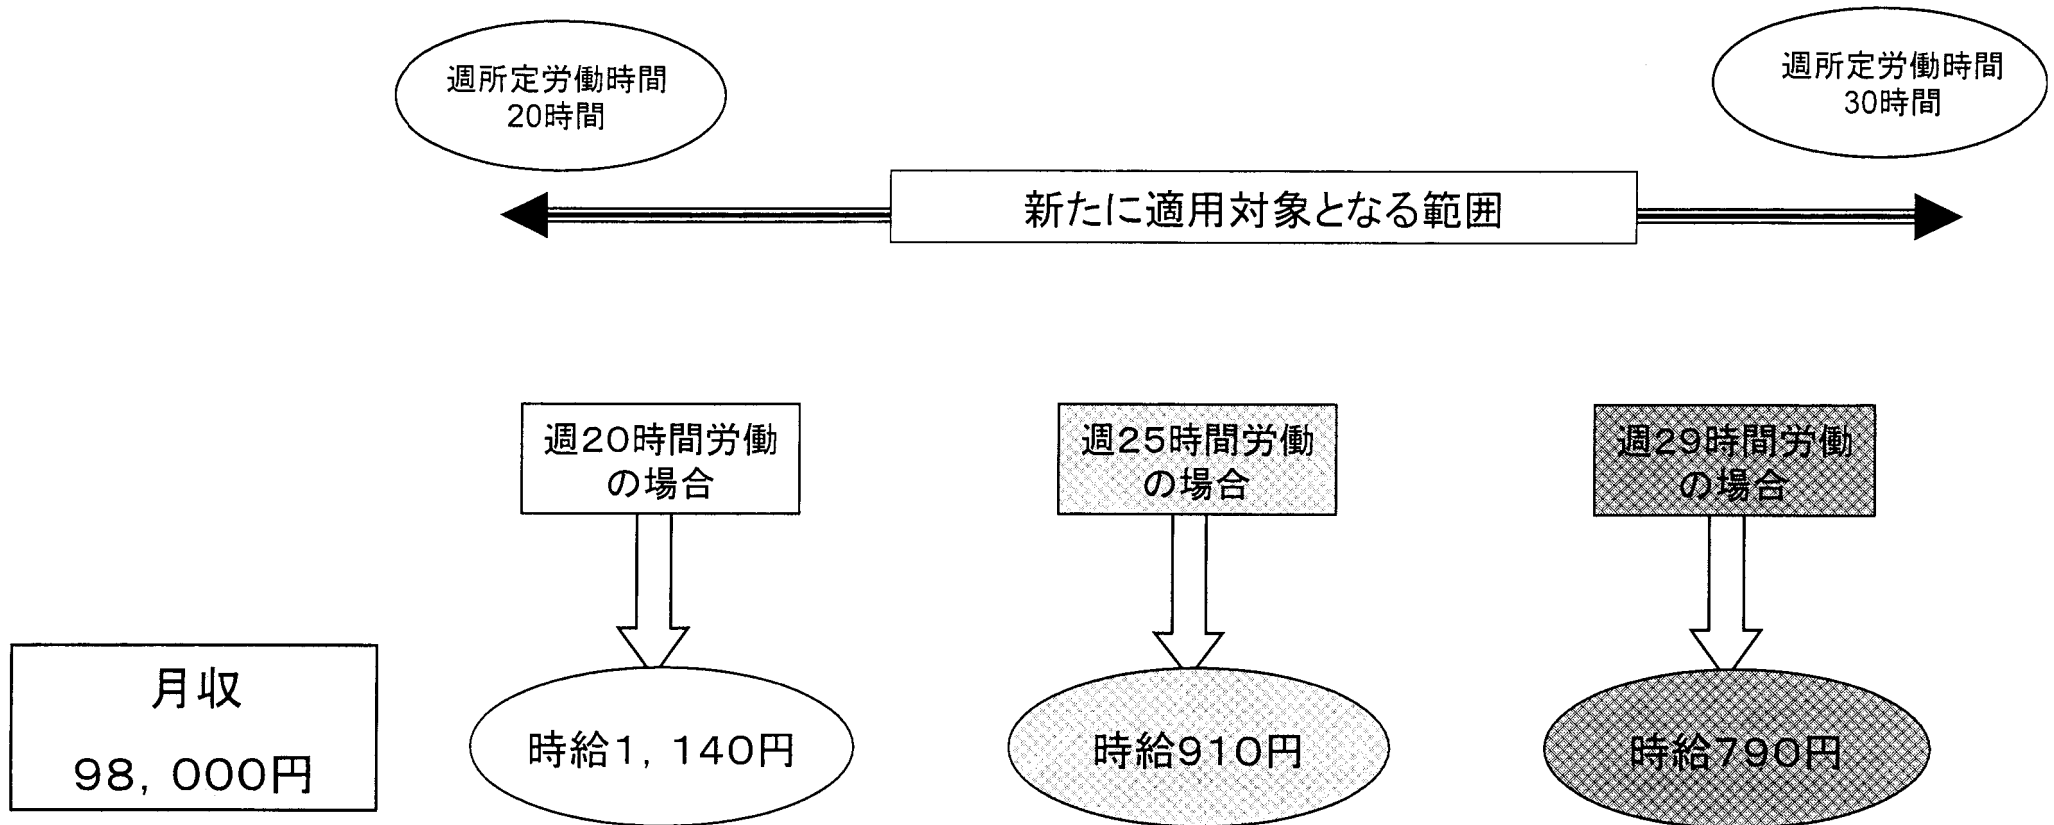 週所定労働時間
20時間
週所定労働時間
30時間
新たに適用対象となる範囲
週20時間労働
の場合
週25時間労働
の場合
週29時間労働
の場合
月収
98，000円
時給1，140円
時給910円
時給790円